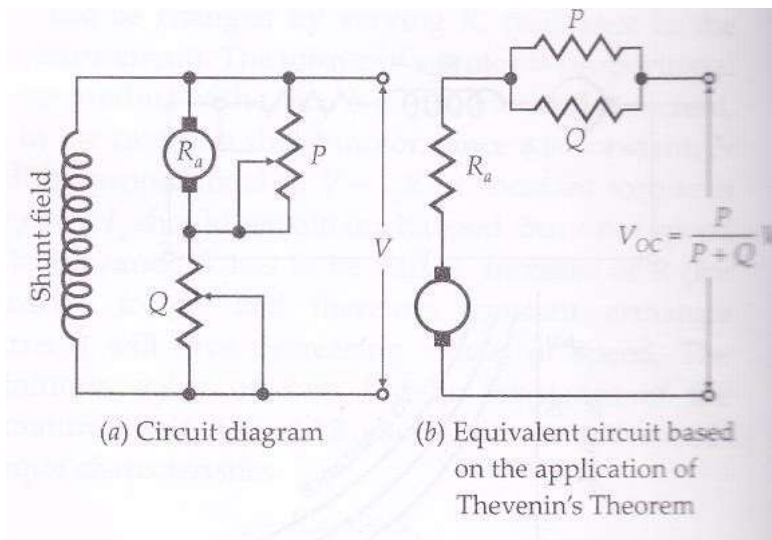 P
R_a
P
Q
Shunt field
V
Q
R_a
V_OC = P / P + Q
(a) Circuit diagram
(b) Equivalent circuit based
on the application of
Thevenin's Theorem